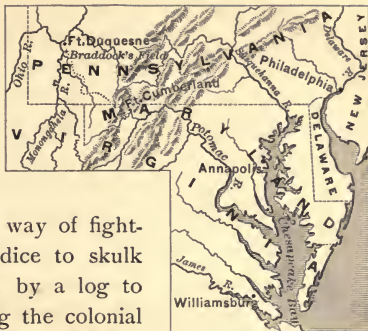 Ft. Duquesne
Braddock's Field
Ohio R.
PENNSYLVANIA
Delaware R.
NEW JERSEY
Susquehanna R.
Philadelphia
Monongahela R.
Ft. Cumberland
MARYLAND
DELAWARE
VIRGINIA
Potomac R.
Annapolis
Chesapeake Bay
James R.
Williamsburg
way of fight-
dice to skulk
by a log to
g the colonial